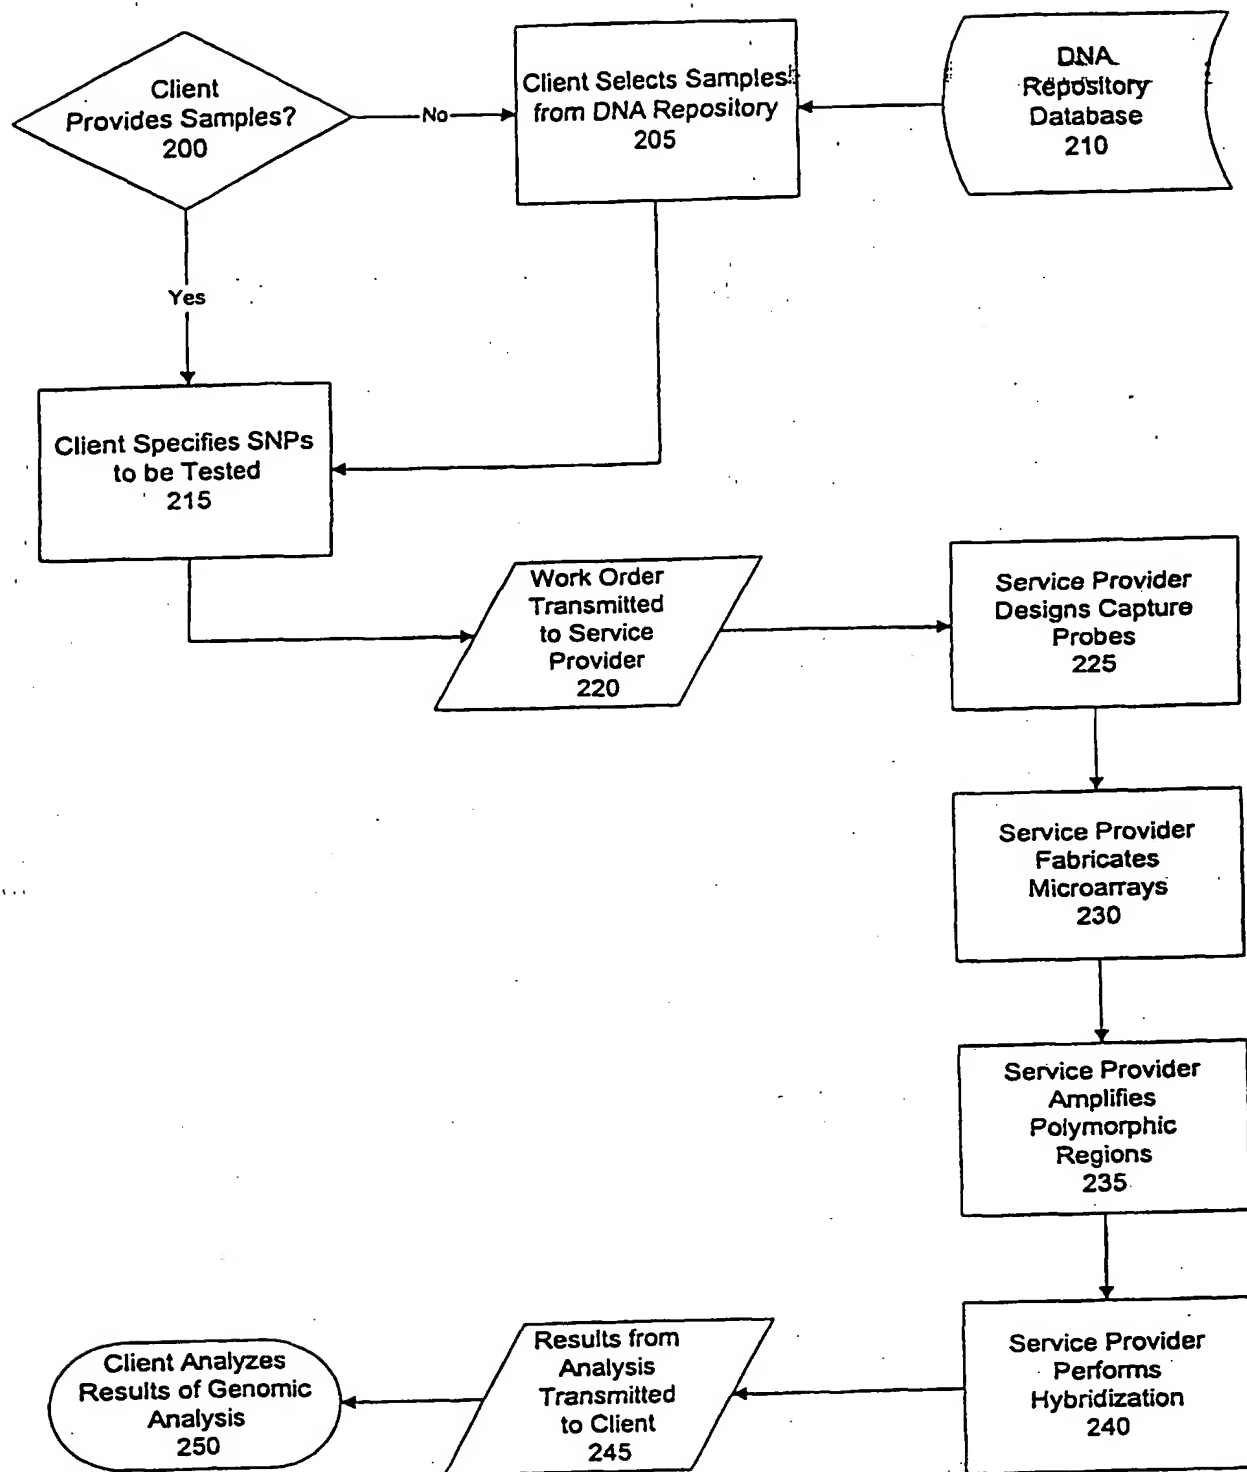 Client
Provides Samples?
200
No
Client Selects Samples
from DNA Repository
205
DNA
Repository
Database
210
Yes
Client Specifies SNPs
to be Tested
215
Work Order
Transmitted
to Service
Provider
220
Service Provider
Designs Capture
Probes
225
Service Provider
Fabricates
Microarrays
230
Service Provider
Amplifies
Polymorphic
Regions
235
Service Provider
Performs
Hybridization
240
Results from
Analysis
Transmitted
to Client
245
Client Analyzes
Results of Genomic
Analysis
250